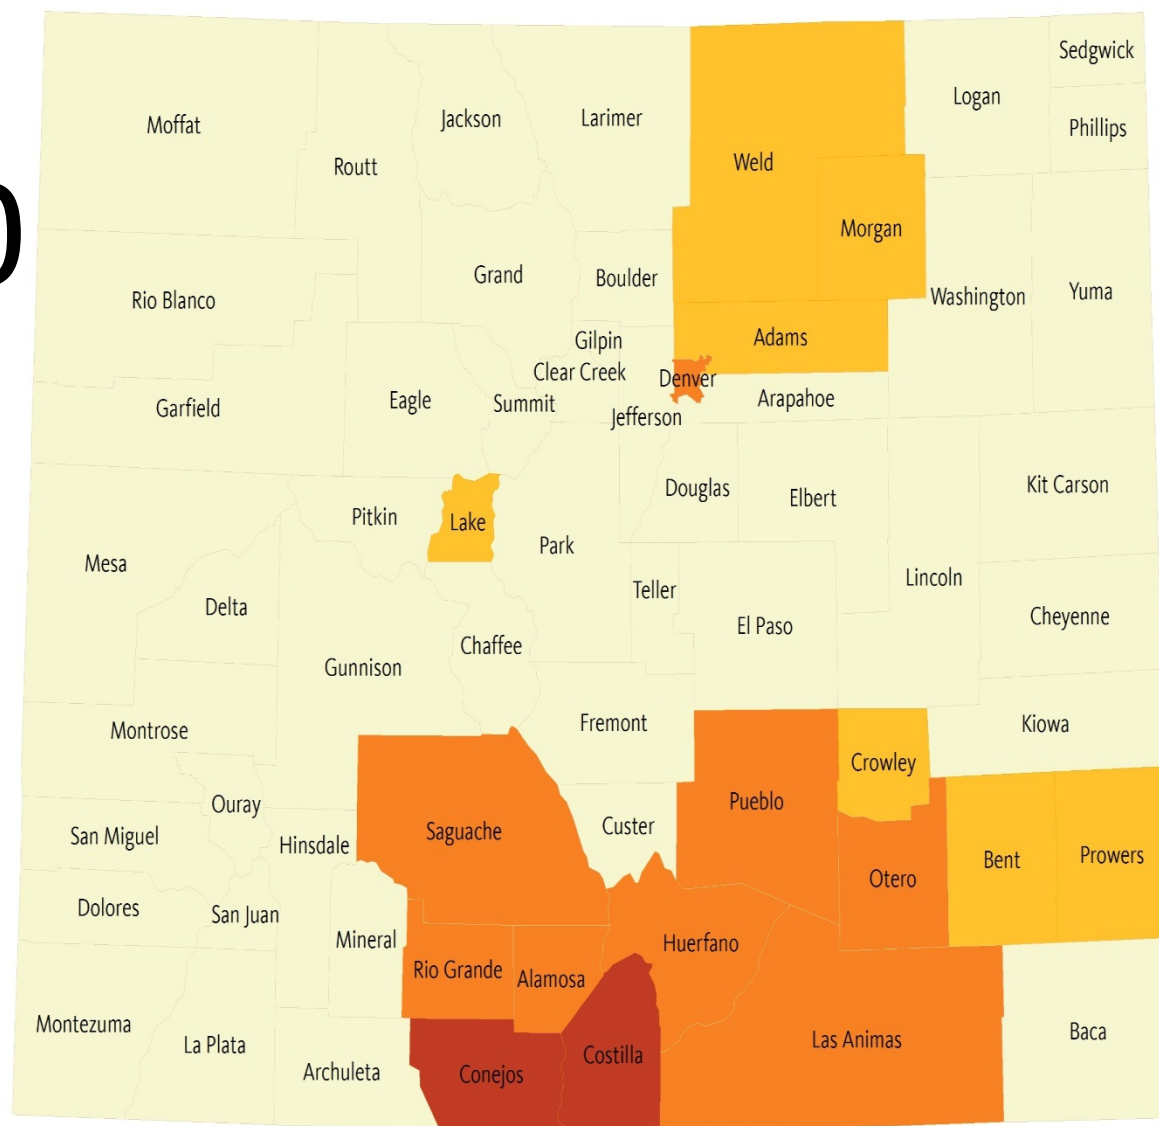 Sedgwick
Logan
Jackson
Larimer
Moffat
Phillips
Weld
Routt
Morgan
Grand
Boulder
Washington
Yuma
Rio Blanco
Adams
Gilpin
Clear Creek
Denver
Eagle
Summit
Arapahoe
Garfield
Jefferson
Kit Carson
Douglas
Elbert
Pitkin
Lake
Park
Mesa
Lincoln
Teller
Delta
Cheyenne
El Paso
Chaffee
Gunnison
Fremont
Kiowa
Montrose
Crowley
Pueblo
Ouray
Custer
Saguache
San Miguel
Hinsdale
Prowers
Bent
Otero
Dolores
San Juan
Mineral
Huerfano
Rio Grande
Alamosa
Montezuma
Baca
Las Animas
La Plata
Costilla
Archuleta
Conejos